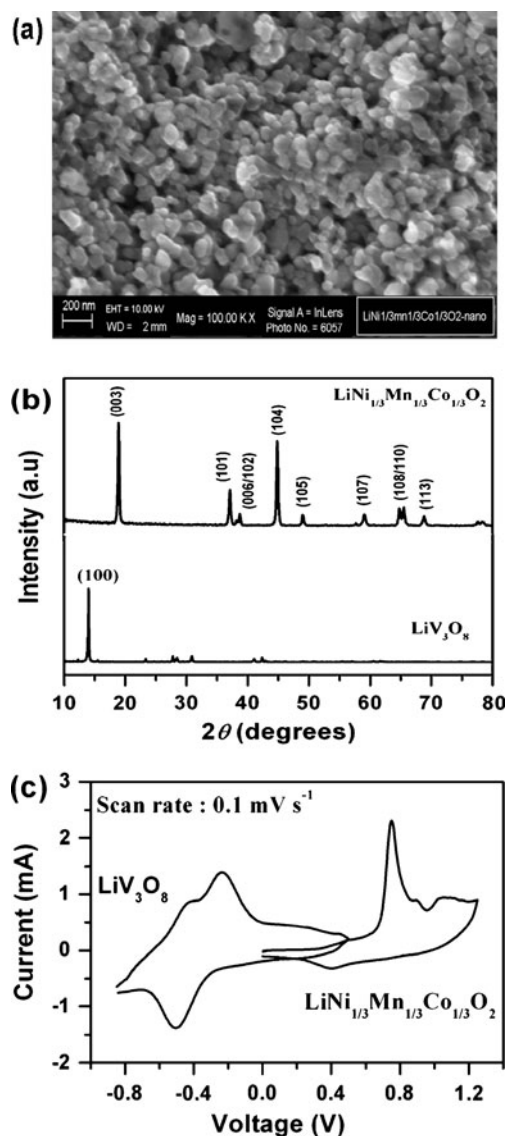 (a)
200 nm
EHT = 10.00 kV
WD = 2 mm
Mag = 100.00 K X
Signal A = InLens
Photo No. = 6057
LiNi1/3mn1/3Co1/3O2-nano
(b)
LiNi1/3Mn1/3Co1/3O2
(003)
(101)
(006/102)
(104)
(105)
(107)
(108/110)
(113)
(100)
LiV3O8
Intensity (a.u)
10 20 30 40 50 60 70 80
2θ (degrees)
(c)
Scan rate : 0.1 mV s-1
LiV3O8
LiNi1/3Mn1/3Co1/3O2
3
2
1
0
-1
-2
Current (mA)
-0.8 -0.4 0.0 0.4 0.8 1.2
Voltage (V)